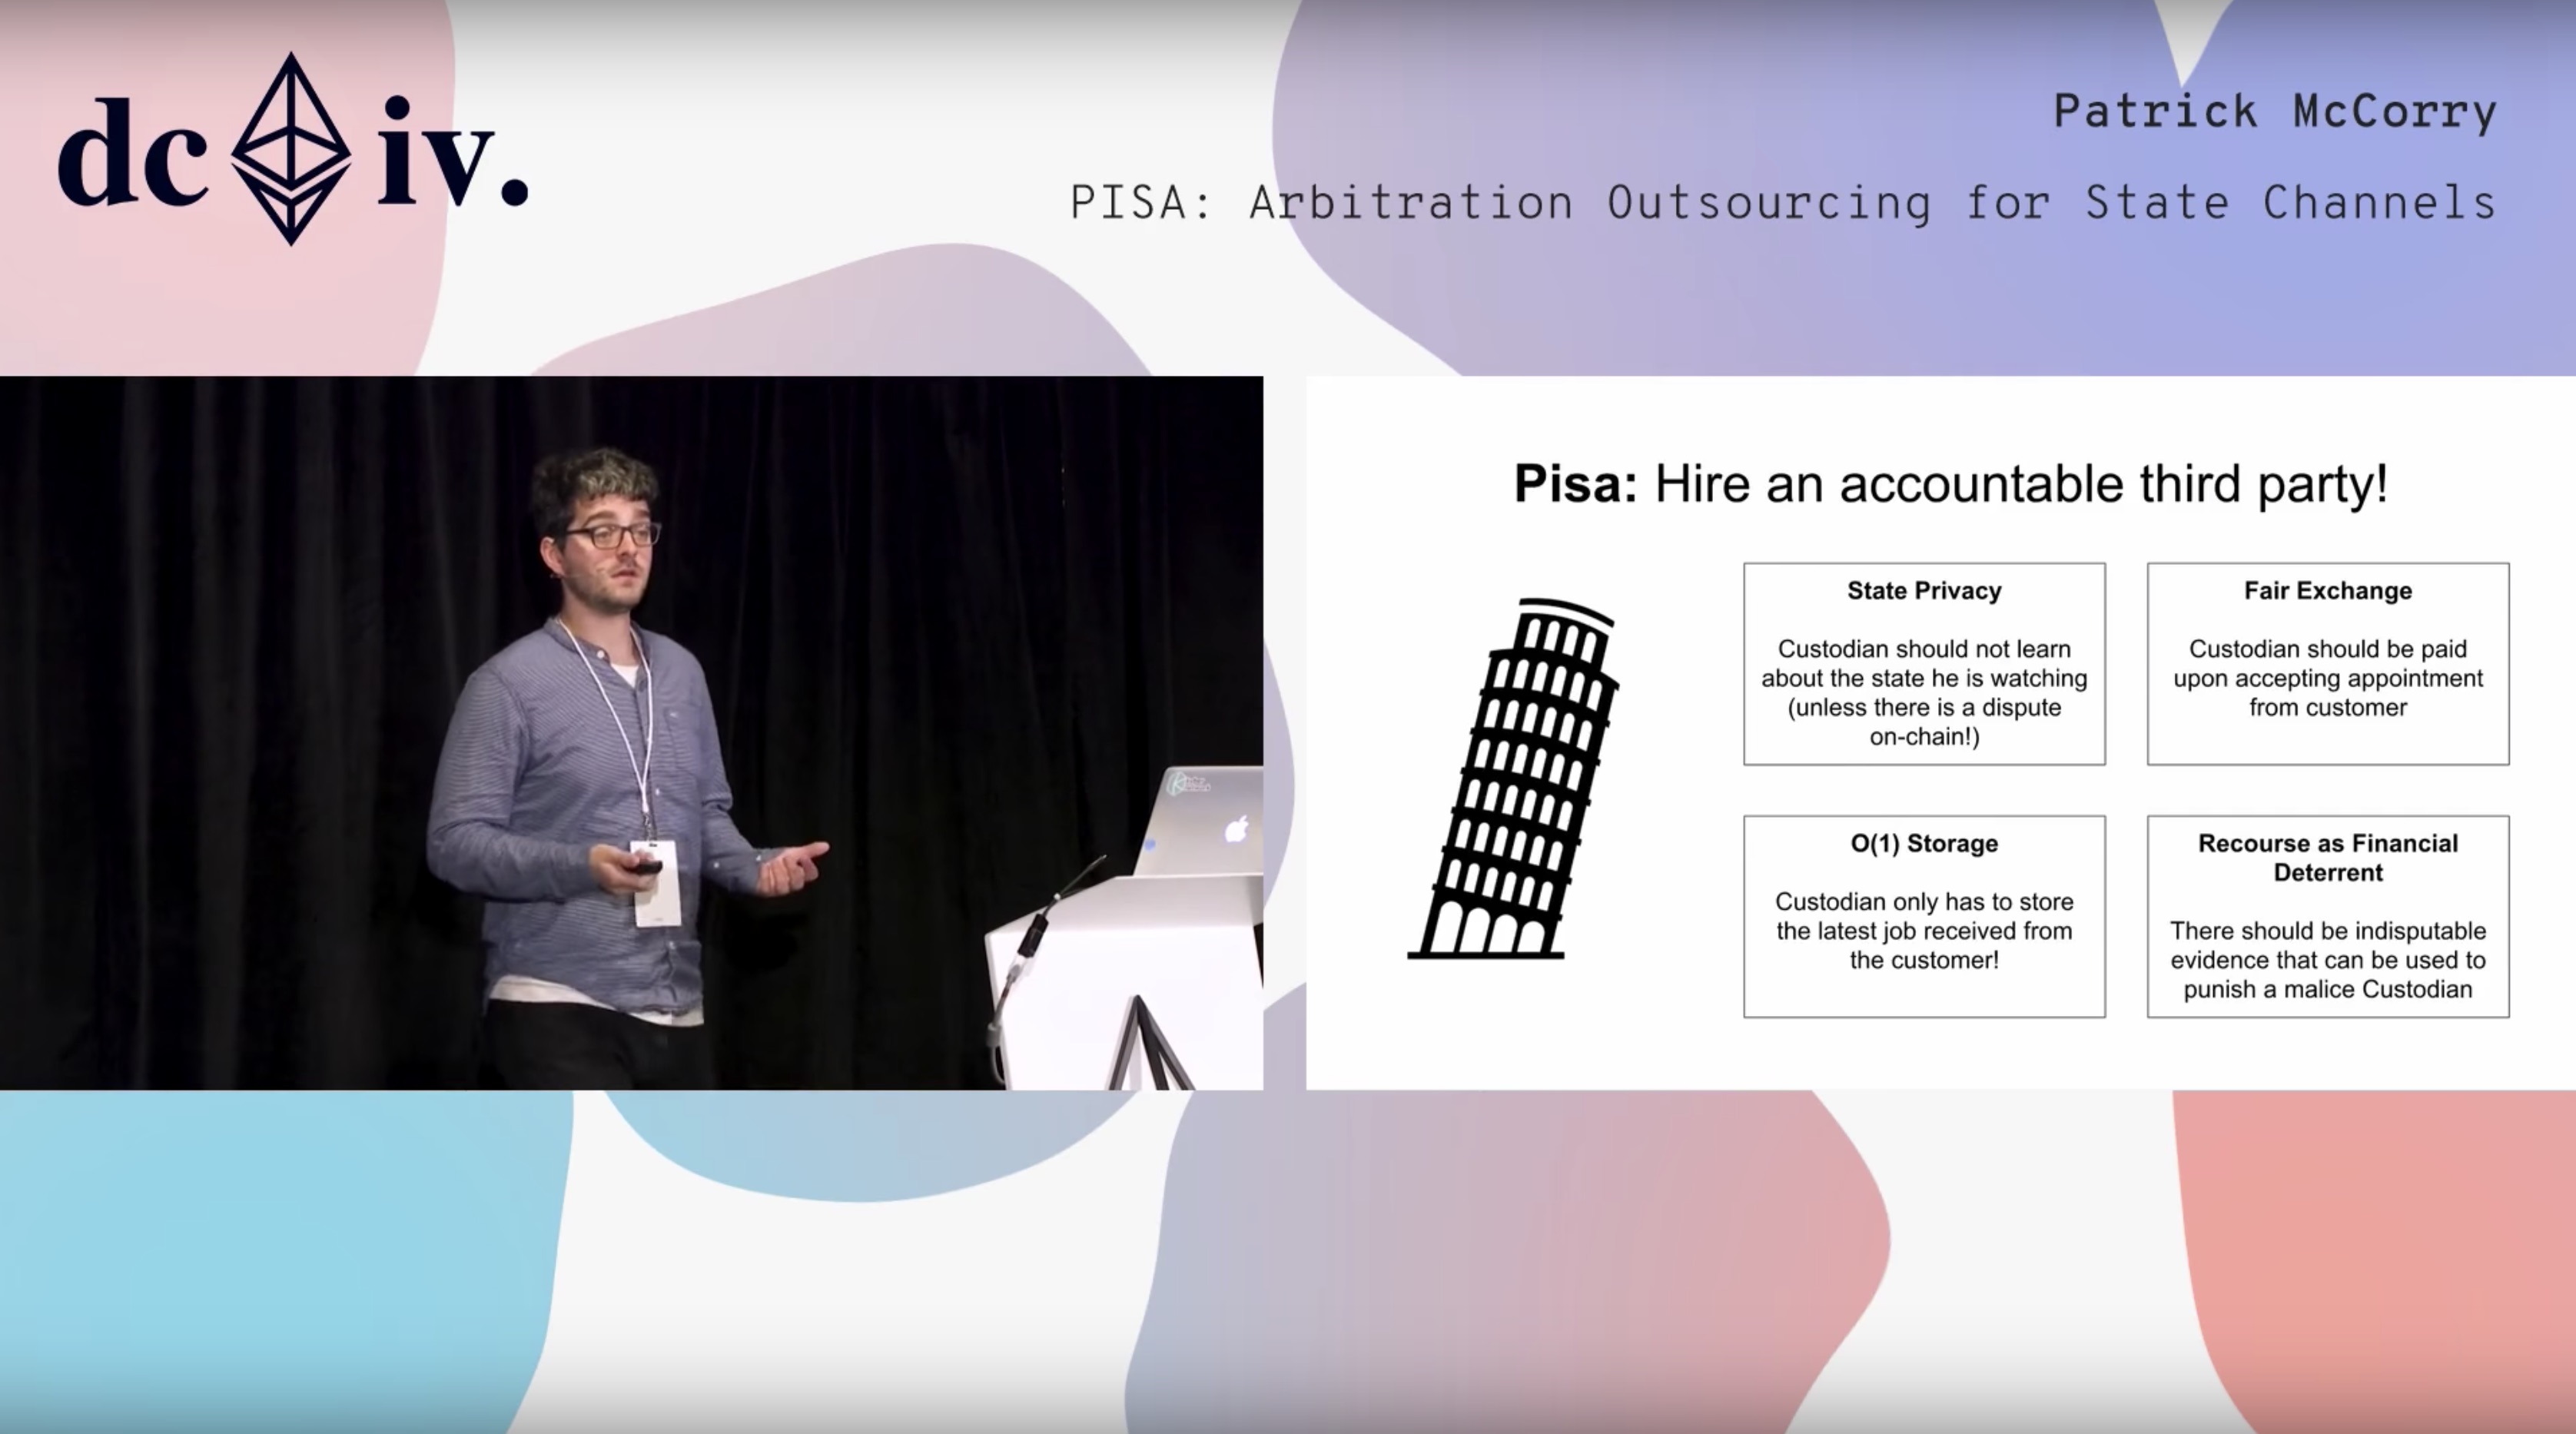 dc iv.
Patrick McCorry
PISA: Arbitration Outsourcing for State Channels
Pisa: Hire an accountable third party!
State Privacy
Custodian should not learn
about the state he is watching
(unless there is a dispute
on-chain!)
Fair Exchange
Custodian should be paid
upon accepting appointment
from customer
O(1) Storage
Custodian only has to store
the latest job received from
the customer!
Recourse as Financial
Deterrent
There should be indisputable
evidence that can be used to
punish a malice Custodian